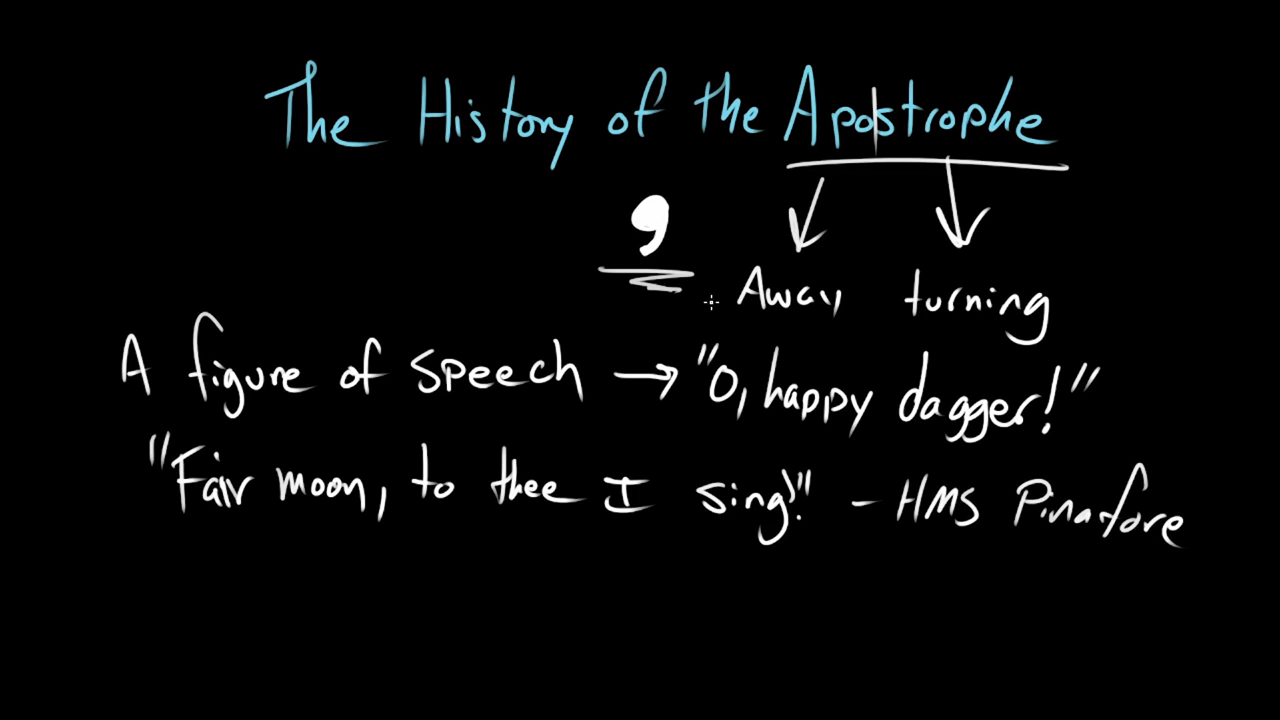 The History of the Apostrophe
,
Away turning
A figure of speech → "O, happy dagger!"
"Fair moon, to thee I sing!" - HMS Pinafore